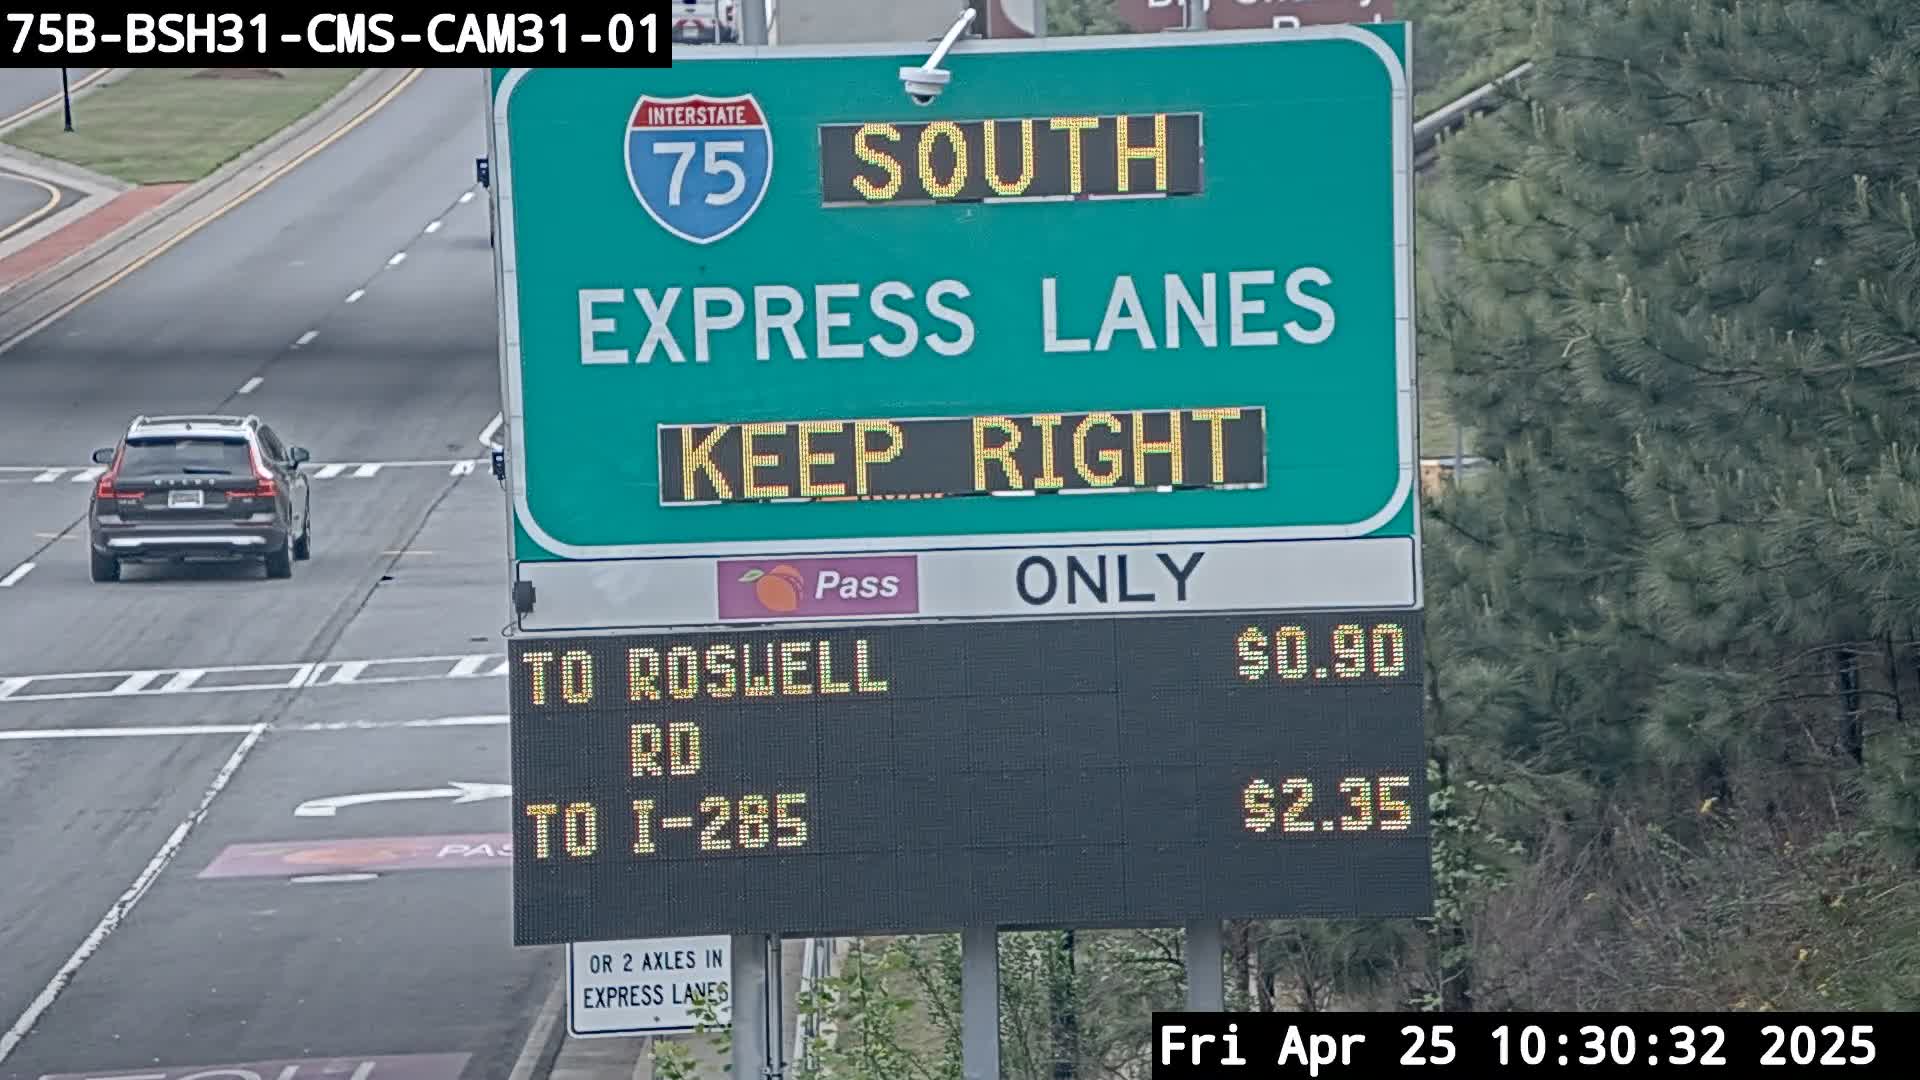 75B-BSH31-CMS-CAM31-01
INTERSTATE
75
SOUTH
EXPRESS LANES
KEEP RIGHT
Pass ONLY
TO ROSWELL $0.90
RD
TO I-285 $2.35
VOLVO
OR 2 AXLES IN
EXPRESS LANES
Fri Apr 25 10:30:32 2025